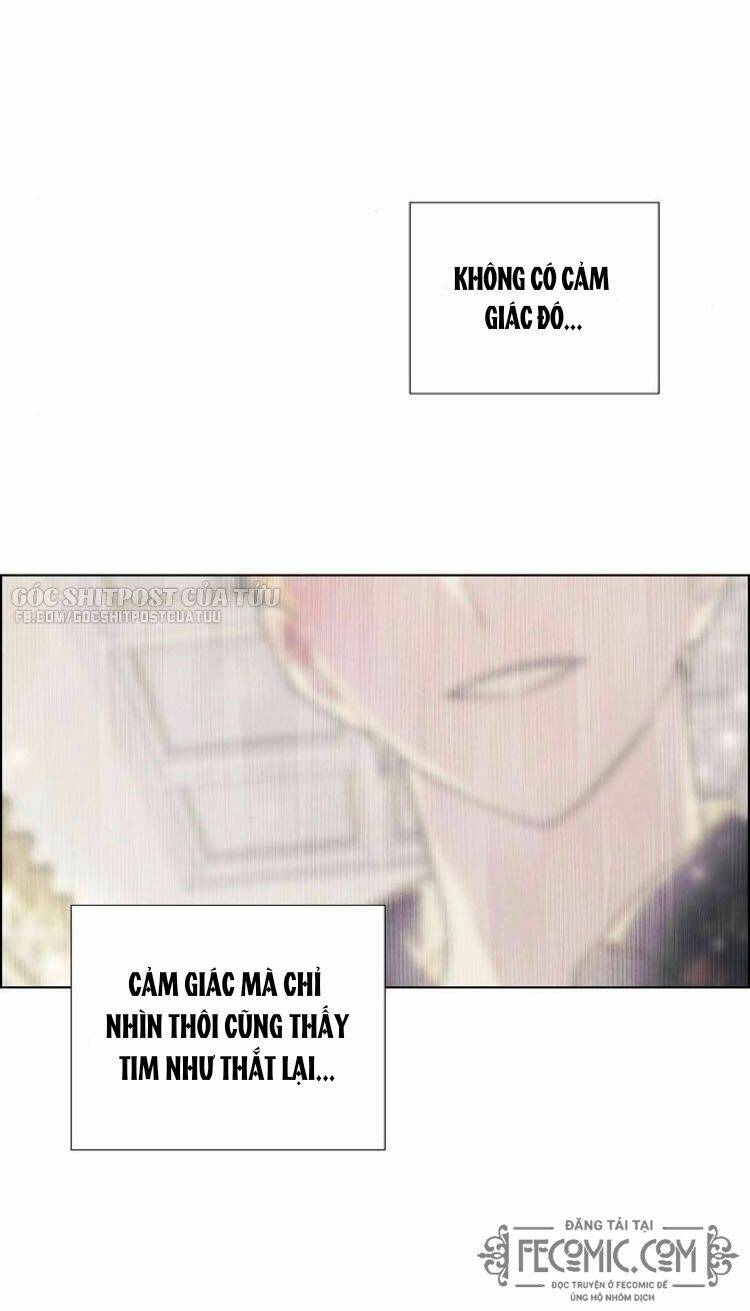 KHÔNG CÓ CẢM
GIÁC ĐÓ...
GÓC SHITPOST CỦA TỬU
FB.COM/GOCSHITPOSTCUATUU
CẢM GIÁC MÀ CHỈ
NHÌN THÔI CŨNG THẤY
TIM NHƯ THẮT LẠI...
ĐĂNG TẢI TẠI
FECOMIC.COM
ĐỌC TRUYỆN Ở FECOMIC ĐỂ
ỦNG HỘ NHÓM DỊCH